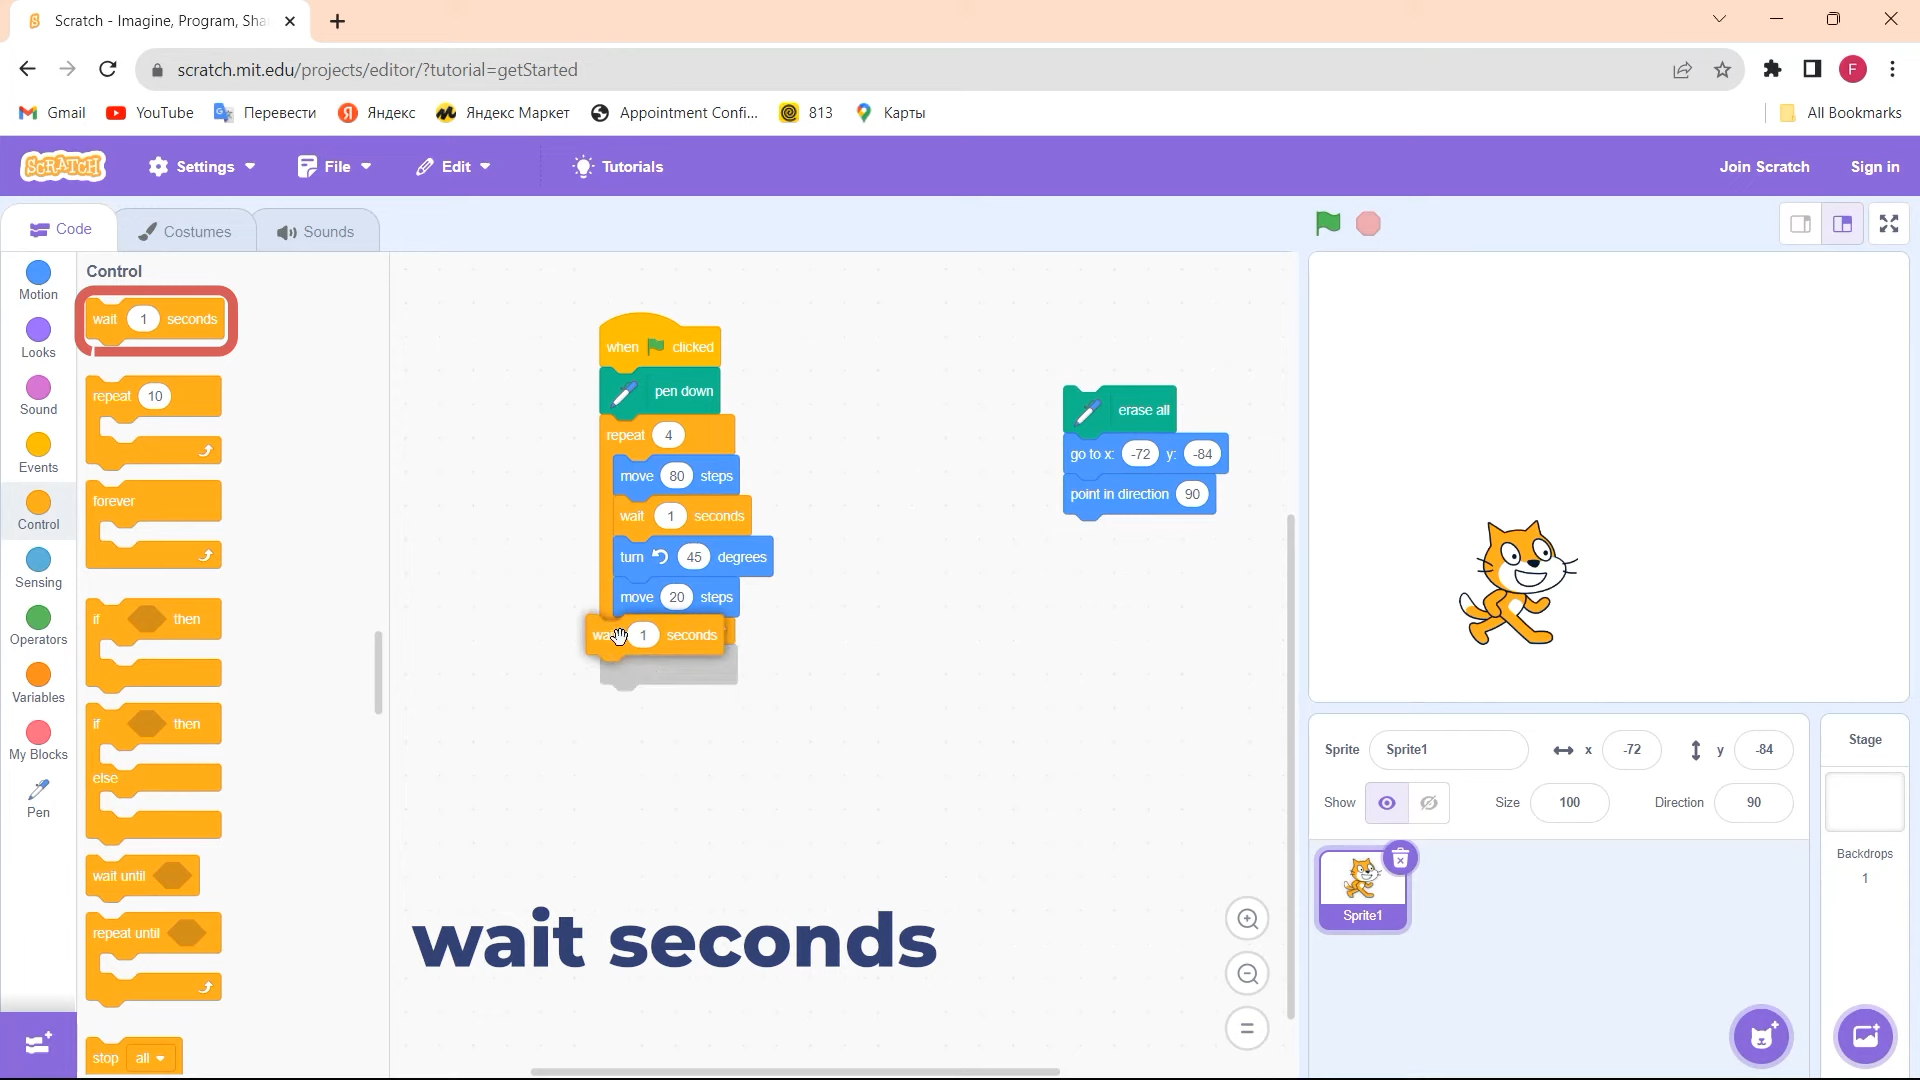 Scratch - Imagine, Program, Sha
scratch.mit.edu/projects/editor/?tutorial=getStarted
F
Gmail
YouTube
Перевести
Яндекс
Яндекс Маркет
Appointment Confi...
813
Карты
All Bookmarks
SCRATCH
Settings
File
Edit
Tutorials
Join Scratch
Sign in
Code
Costumes
Sounds
Motion
Looks
Sound
Events
Control
Sensing
Operators
Variables
My Blocks
Pen
Control
wait 1 seconds
repeat 10
forever
if then
if then
else
wait until
repeat until
stop all
when clicked
pen down
repeat 4
move 80 steps
wait 1 seconds
turn 45 degrees
move 20 steps
1 seconds
erase all
go to x: -72 y: -84
point in direction 90
wait seconds
Sprite Sprite1 x -72 y -84
Show Size 100 Direction 90
Sprite1
Stage
Backdrops
1